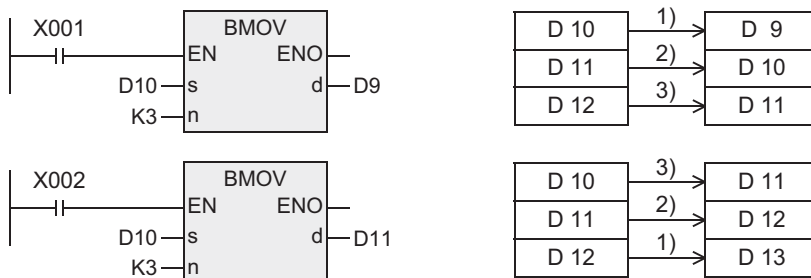 X001
BMOV
EN ENO
D10 s d D9
K3 n
D 10 1) D 9
D 11 2) D 10
D 12 3) D 11
X002
BMOV
EN ENO
D10 s d D11
K3 n
D 10 3) D 11
D 11 2) D 12
D 12 1) D 13